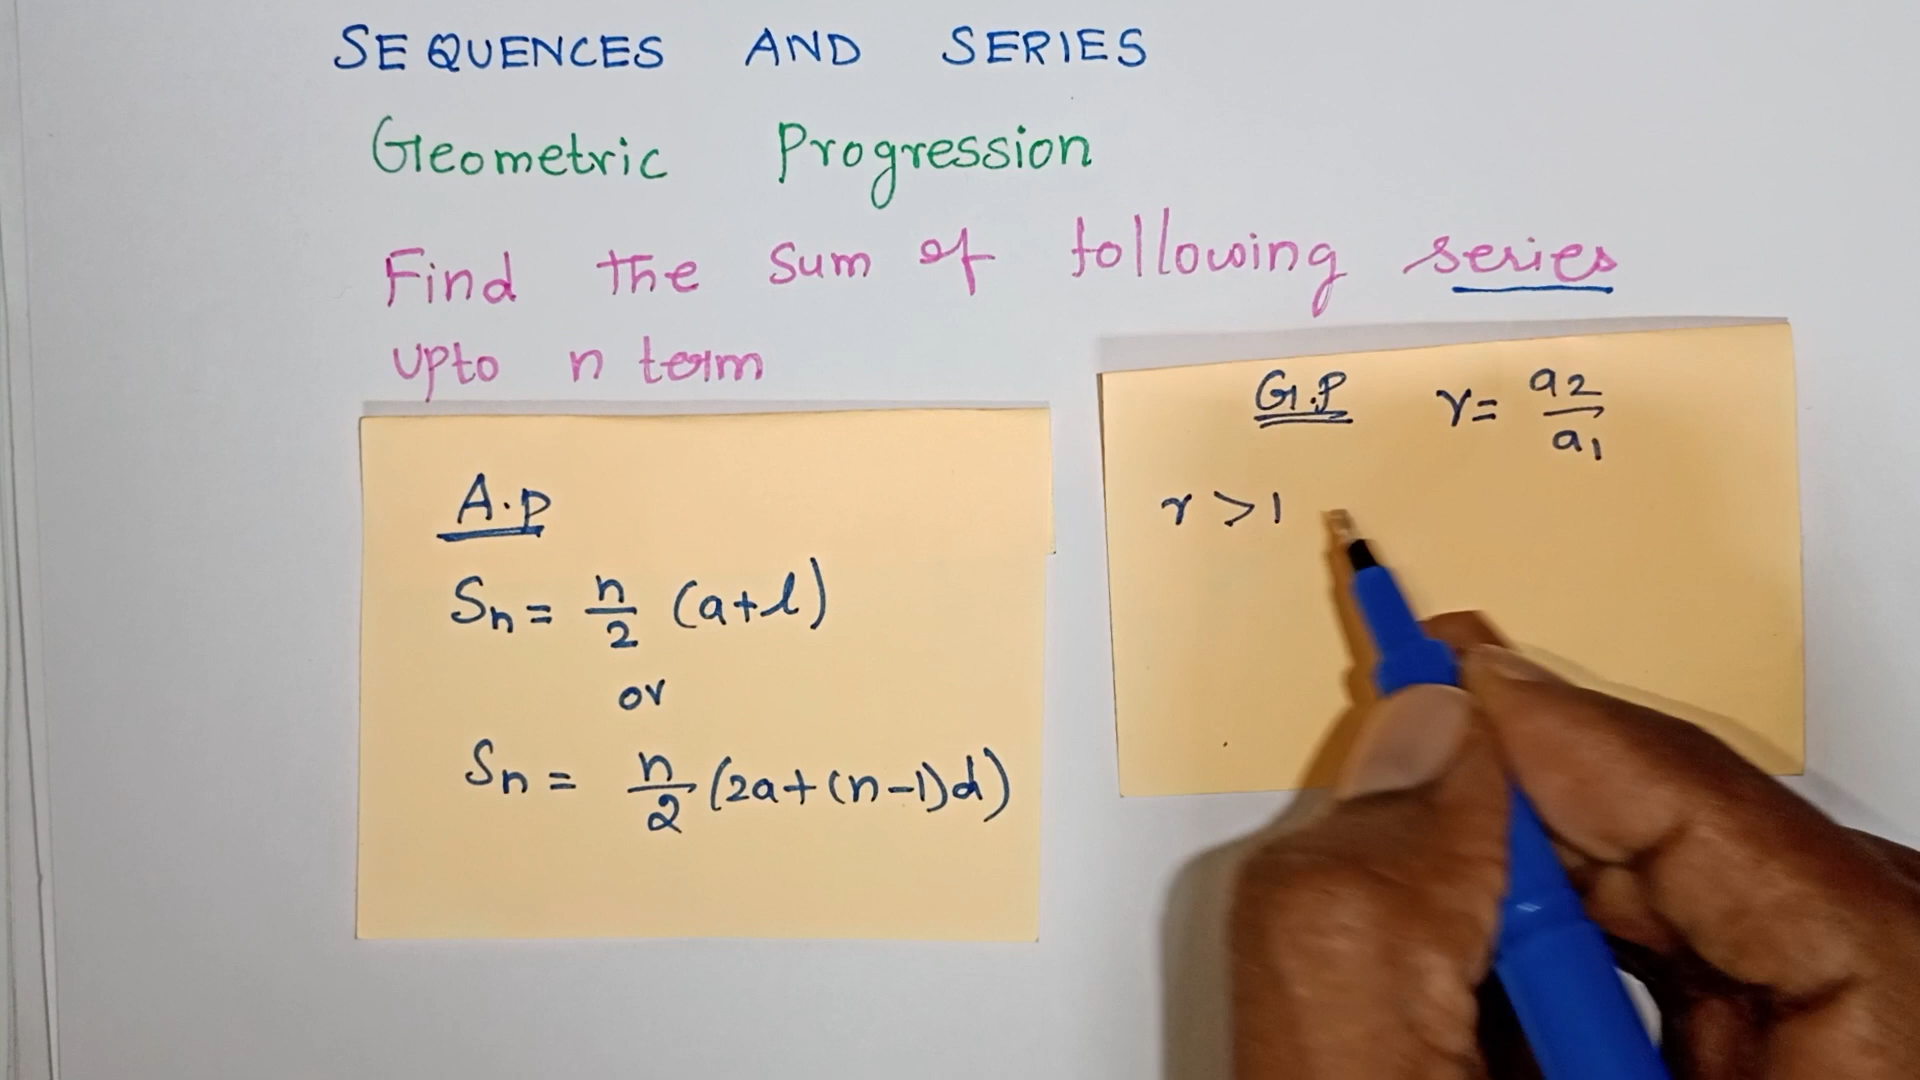 SEQUENCES AND SERIES
Geometric Progression
Find the sum of following series
upto n term
A.P
Sn = n/2 (a+l)
or
Sn = n/2 (2a+(n-1)d)
G.P r = a2/a1
r > 1